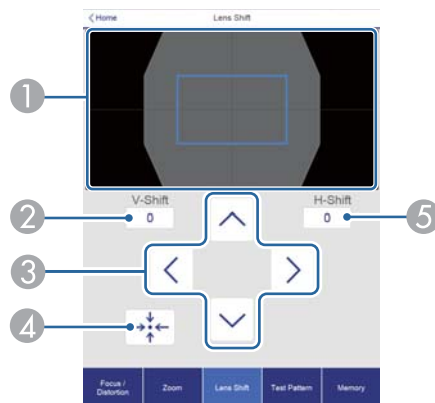 Home
Lens Shift
1
V-Shift
H-Shift
2
0
0
5
3
4
Focus /
Distortion
Zoom
Lens Shift
Test Pattern
Memory